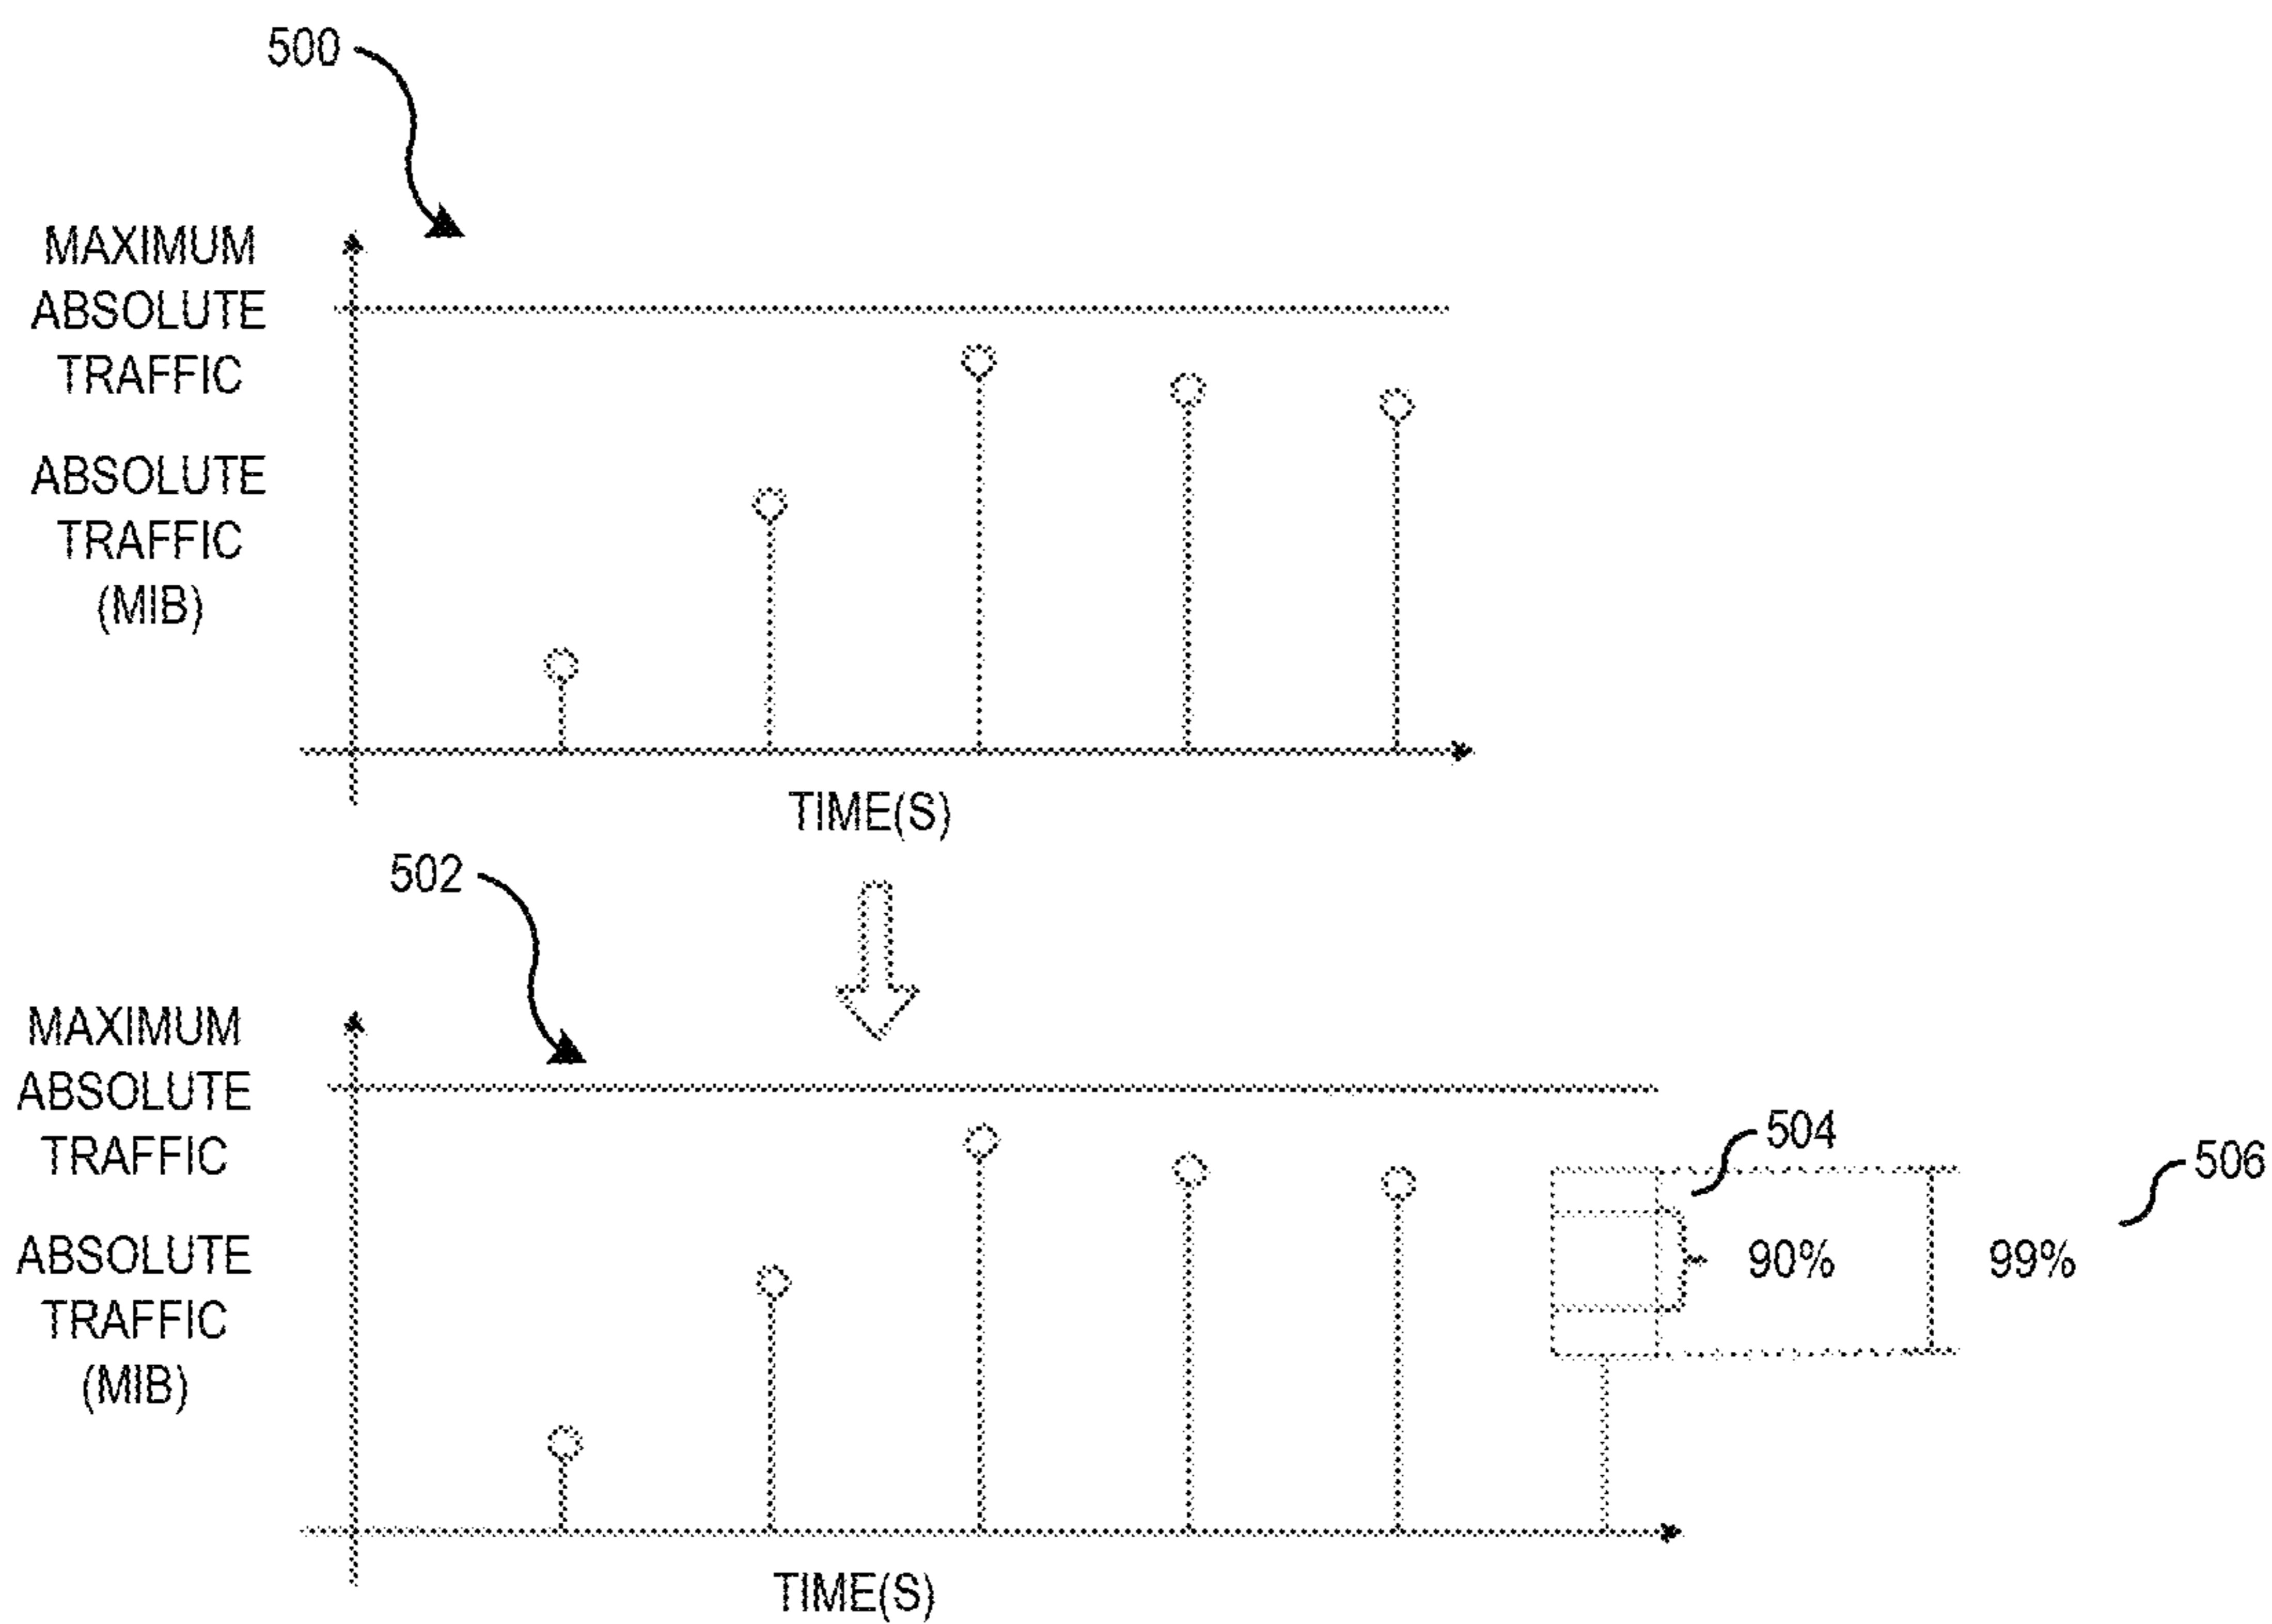 500
MAXIMUM
ABSOLUTE
TRAFFIC
ABSOLUTE
TRAFFIC
(MIB)
TIME(S)
502
MAXIMUM
ABSOLUTE
TRAFFIC
504
506
ABSOLUTE
TRAFFIC
(MIB)
90%
99%
TIME(S)